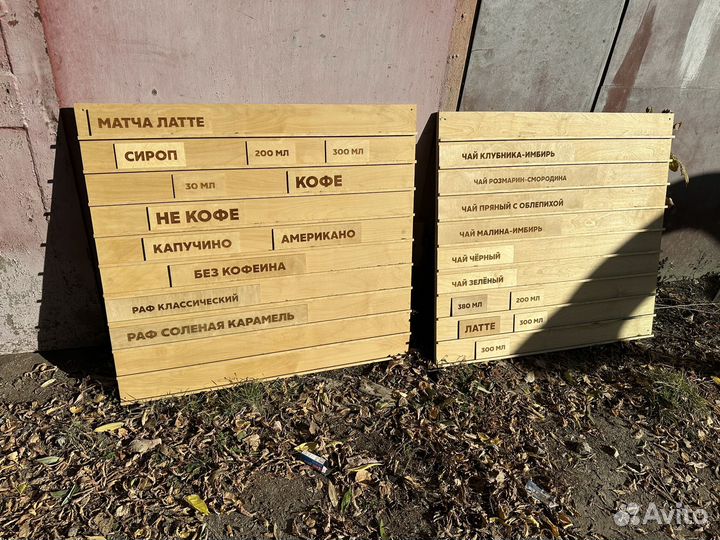 МАТЧА ЛАТТЕ
СИРОП 200 МЛ 300 МЛ
30 МЛ КОФЕ
НЕ КОФЕ
КАПУЧИНО АМЕРИКАНО
БЕЗ КОФЕИНА
РАФ КЛАССИЧЕСКИЙ
РАФ СОЛЕНАЯ КАРАМЕЛЬ
ЧАЙ КЛУБНИКА-ИМБИРЬ
ЧАЙ РОЗМАРИН-СМОРОДИНА
ЧАЙ ПРЯНЫЙ С ОБЛЕПИХОЙ
ЧАЙ МАЛИНА-ИМБИРЬ
ЧАЙ ЧЁРНЫЙ
ЧАЙ ЗЕЛЁНЫЙ
380 МЛ 200 МЛ
ЛАТТЕ 300 МЛ
300 МЛ
Avito